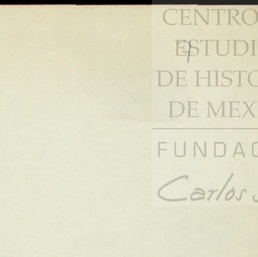 CENTRO
ESTUDI
DE HISTO
DE MEX
FUNDAC
Carlos